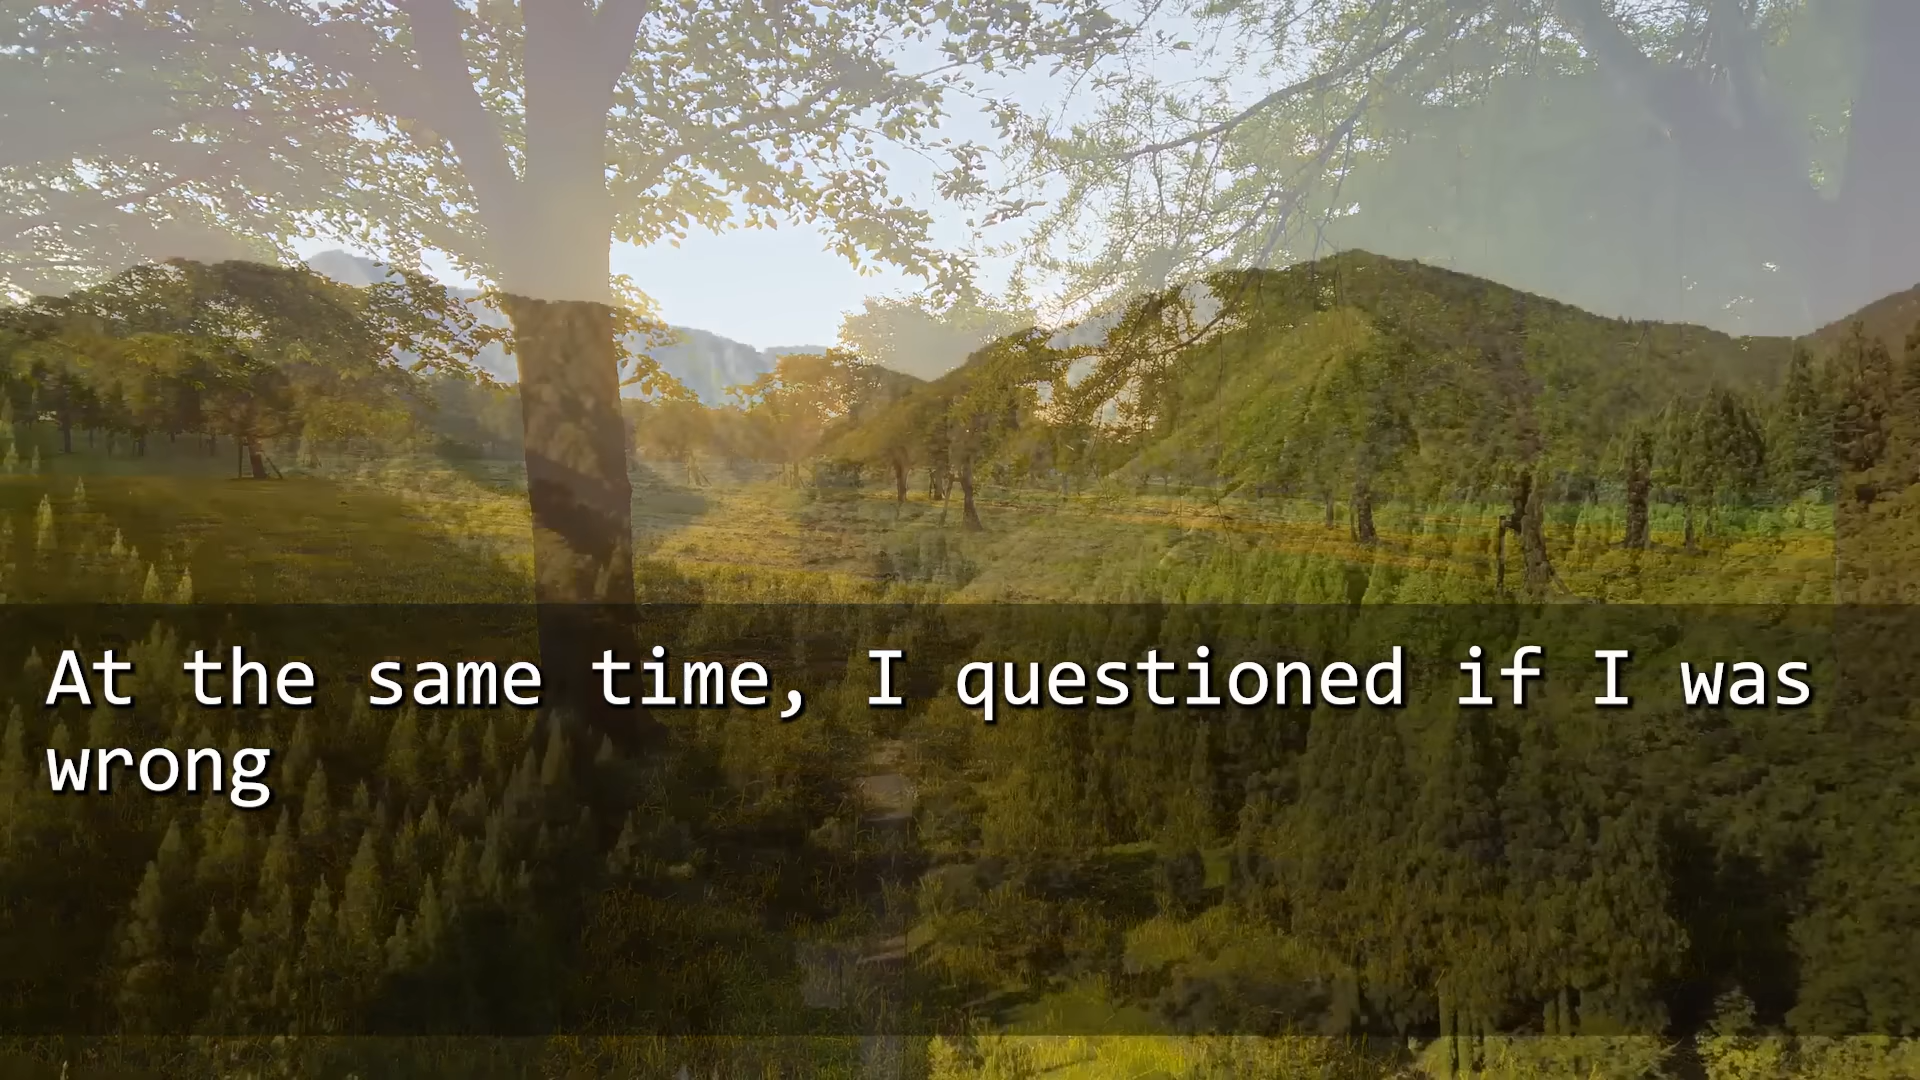 At the same time, I questioned if I was
wrong